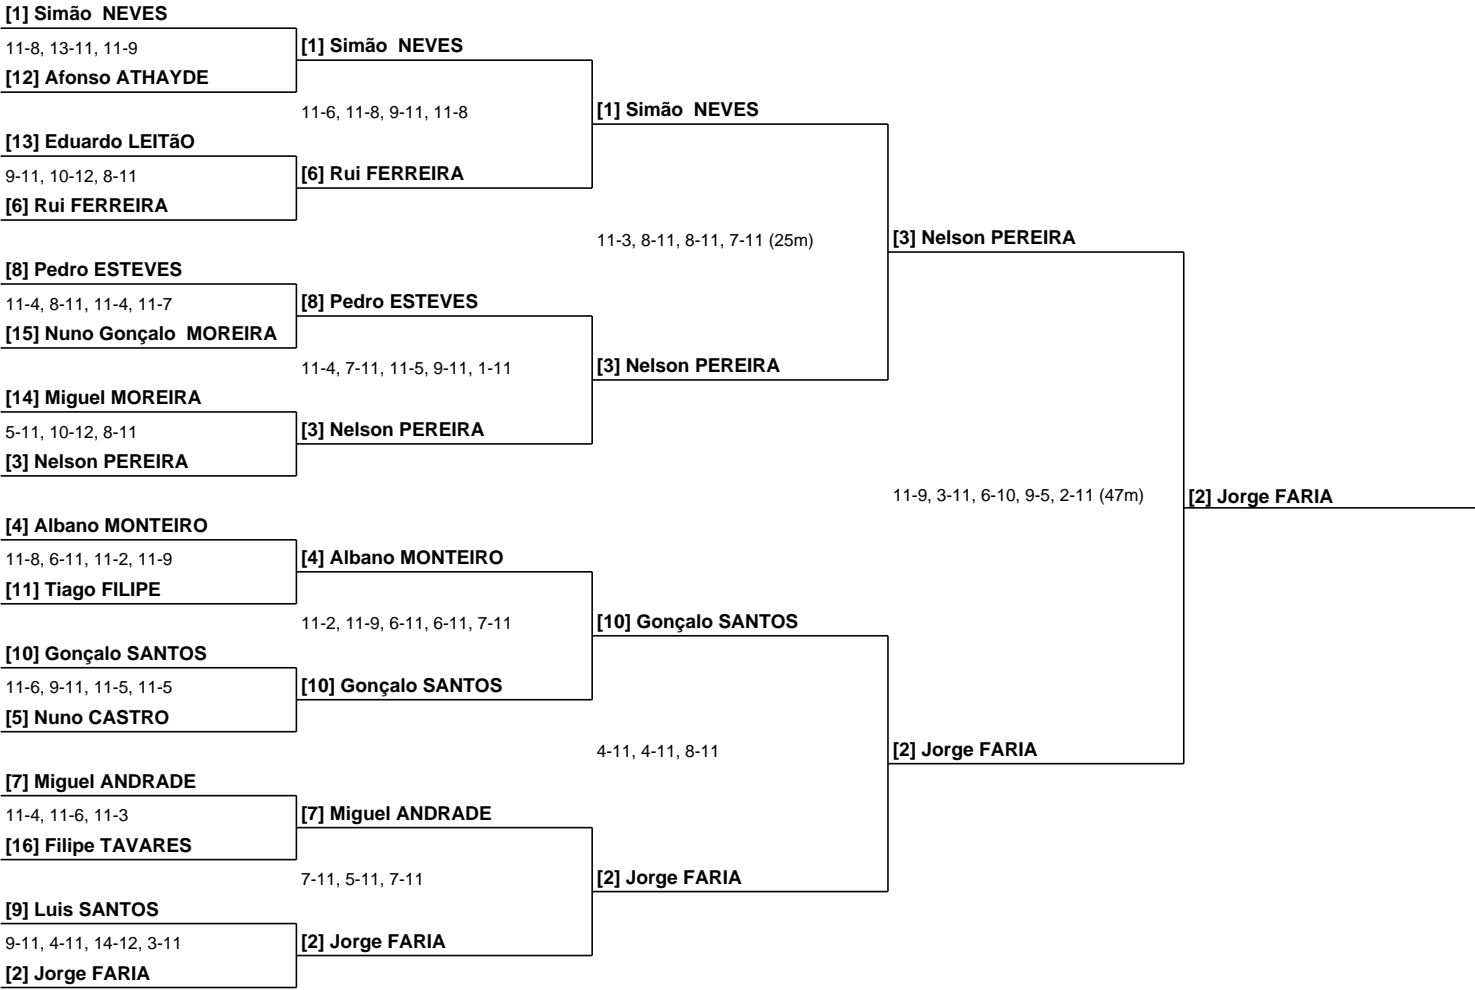 [1] Simão  NEVES
11-8, 13-11, 11-9
[12] Afonso ATHAYDE
[13] Eduardo LEITãO
9-11, 10-12, 8-11
[6] Rui FERREIRA
[8] Pedro ESTEVES
11-4, 8-11, 11-4, 11-7
[15] Nuno Gonçalo  MOREIRA
[14] Miguel MOREIRA
5-11, 10-12, 8-11
[3] Nelson PEREIRA
[4] Albano MONTEIRO
11-8, 6-11, 11-2, 11-9
[11] Tiago FILIPE
[10] Gonçalo SANTOS
11-6, 9-11, 11-5, 11-5
[5] Nuno CASTRO
[7] Miguel ANDRADE
11-4, 11-6, 11-3
[16] Filipe TAVARES
[9] Luis SANTOS
9-11, 4-11, 14-12, 3-11
[2] Jorge FARIA
[1] Simão  NEVES
11-6, 11-8, 9-11, 11-8
[6] Rui FERREIRA
[8] Pedro ESTEVES
11-4, 7-11, 11-5, 9-11, 1-11
[3] Nelson PEREIRA
[4] Albano MONTEIRO
11-2, 11-9, 6-11, 6-11, 7-11
[10] Gonçalo SANTOS
[7] Miguel ANDRADE
7-11, 5-11, 7-11
[2] Jorge FARIA
[1] Simão  NEVES
11-3, 8-11, 8-11, 7-11 (25m)
[3] Nelson PEREIRA
[10] Gonçalo SANTOS
4-11, 4-11, 8-11
[2] Jorge FARIA
[3] Nelson PEREIRA
11-9, 3-11, 6-10, 9-5, 2-11 (47m)
[2] Jorge FARIA
[2] Jorge FARIA